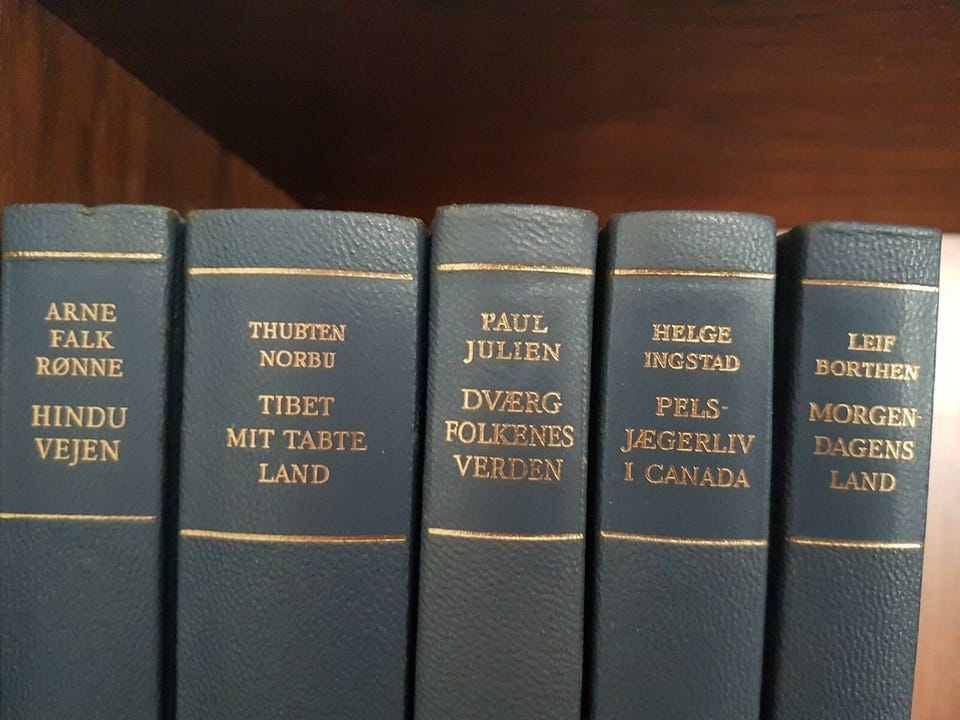 ARNE
FALK
RØNNE
HINDU
VEJEN
THUBTEN
NORBU
TIBET
MIT TABTE
LAND
PAUL
JULIEN
DVÆRG-
FOLKENES
VERDEN
HELGE
INGSTAD
PELS-
JÆGERLIV
I CANADA
LEIF
BORTHEN
MORGEN-
DAGENS
LAND